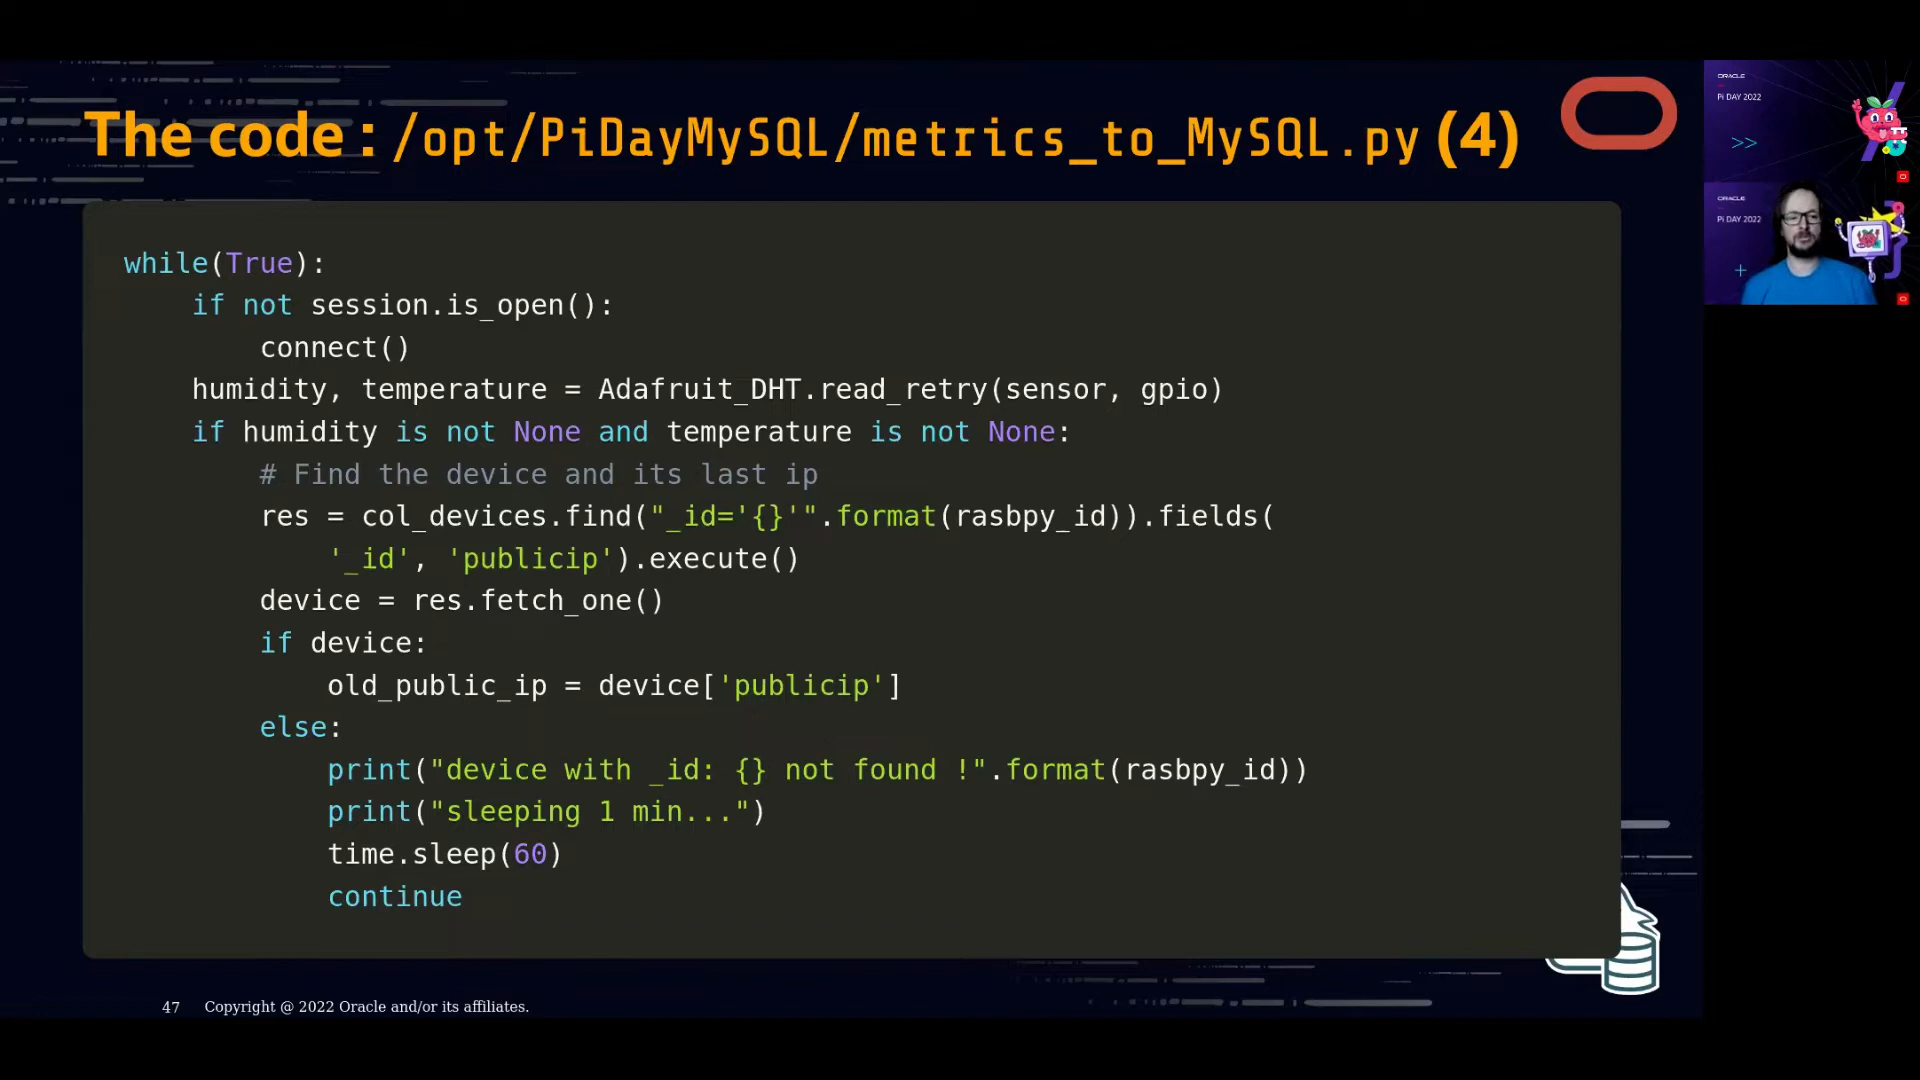 The code : /opt/PiDayMySQL/metrics_to_MySQL.py (4)
while(True):
    if not session.is_open():
        connect()
    humidity, temperature = Adafruit_DHT.read_retry(sensor, gpio)
    if humidity is not None and temperature is not None:
        # Find the device and its last ip
        res = col_devices.find("_id='{}'".format(rasbpy_id)).fields(
            '_id', 'publicip').execute()
        device = res.fetch_one()
        if device:
            old_public_ip = device['publicip']
        else:
            print("device with _id: {} not found !".format(rasbpy_id))
            print("sleeping 1 min...")
            time.sleep(60)
            continue
47 Copyright @ 2022 Oracle and/or its affiliates.
ORACLE
Pi DAY 2022
>>
ORACLE
Pi DAY 2022
+